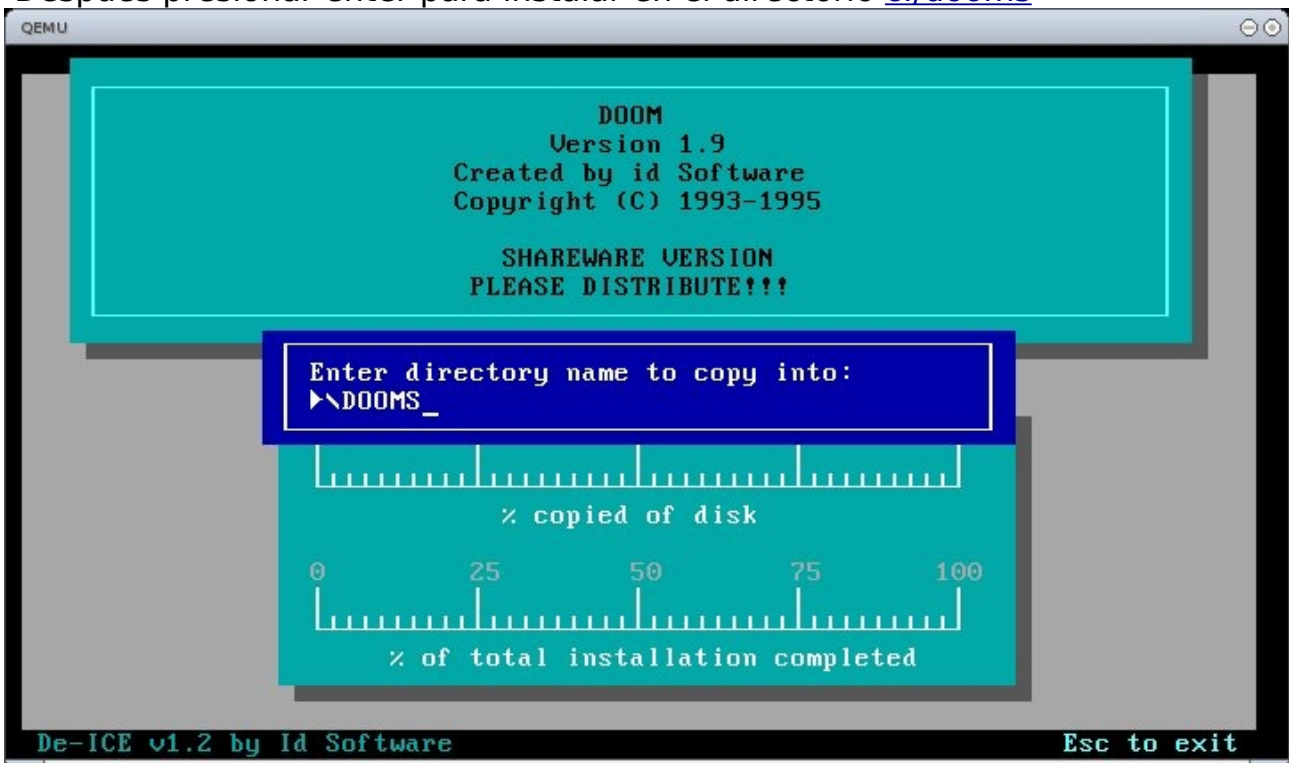 Después presionar enter para instalar en el directorio c:/dooms
QEMU
DOOM
Version 1.9
Created by id Software
Copyright (C) 1993-1995
SHAREWARE VERSION
PLEASE DISTRIBUTE!!!
Enter directory name to copy into:
►\DOOMS_
% copied of disk
0 25 50 75 100
% of total installation completed
De-ICE v1.2 by Id Software
Esc to exit